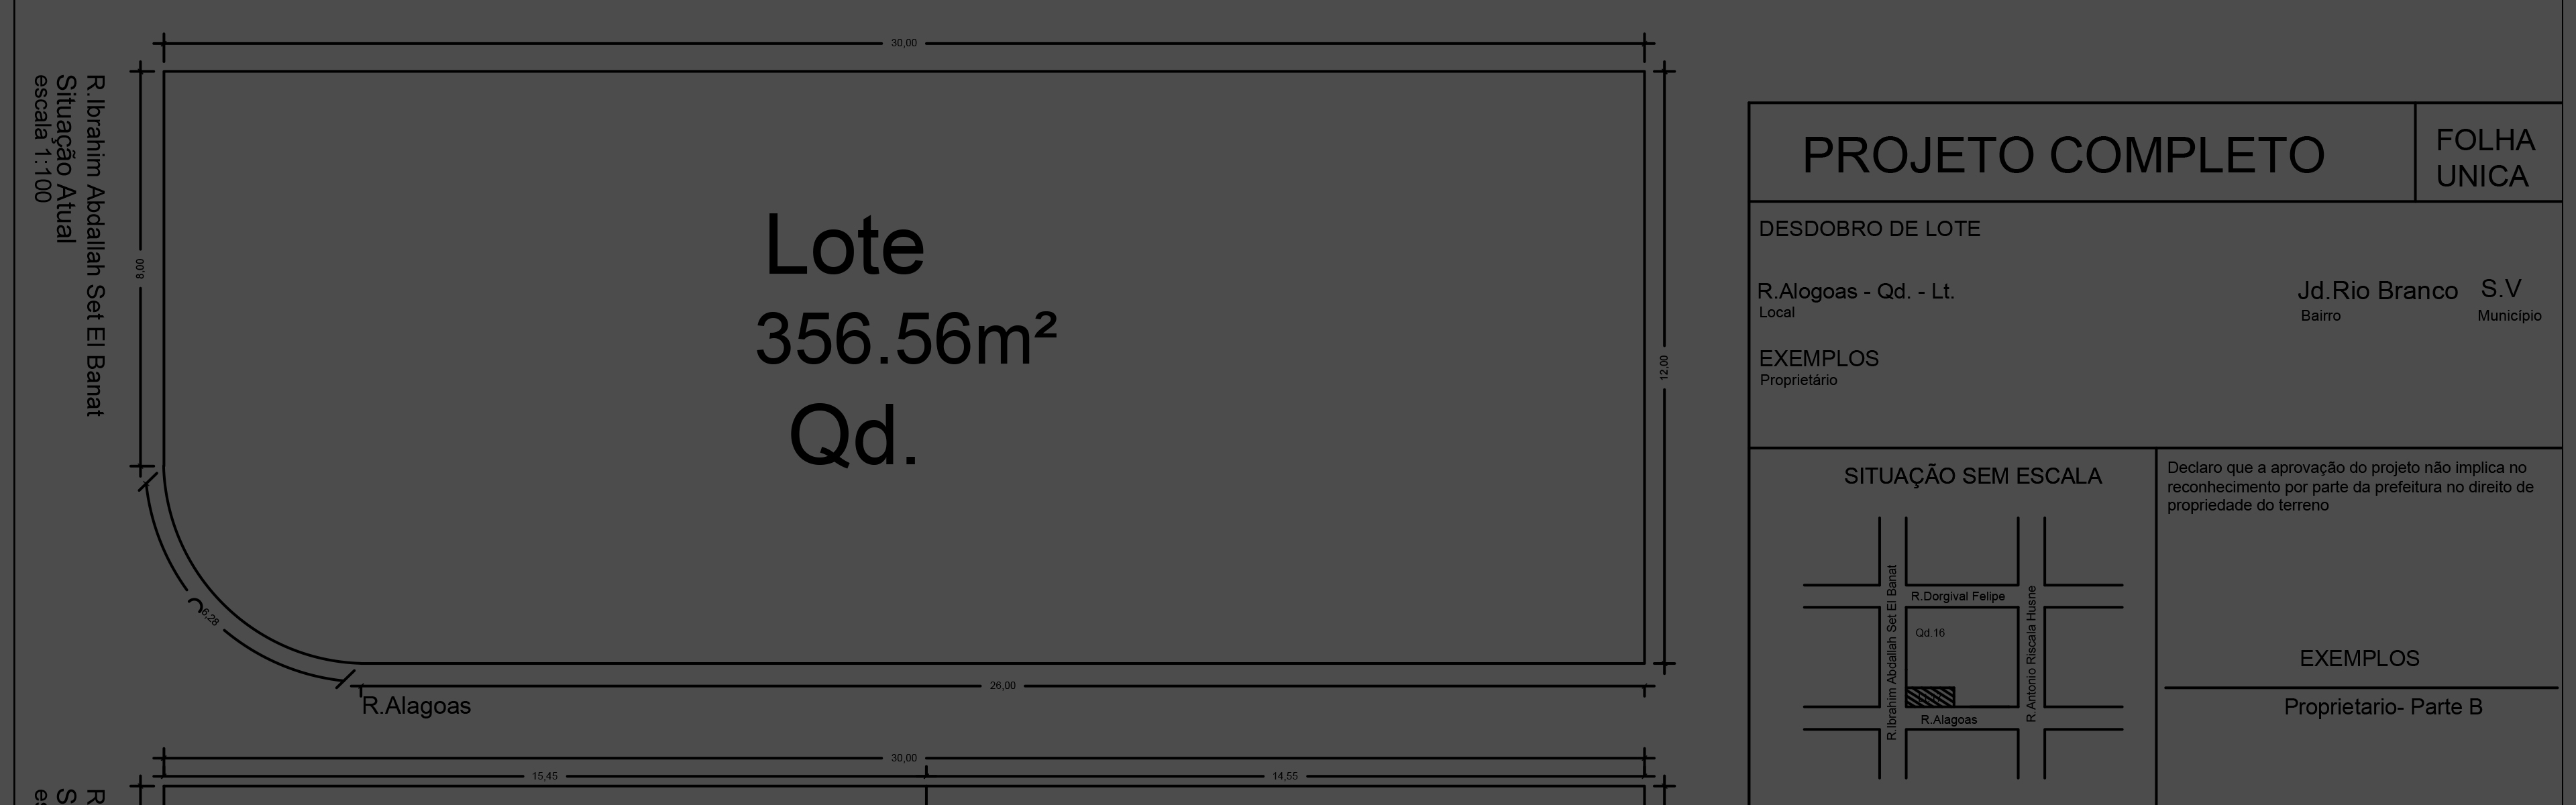 30,00
R.Ibrahim Abdallah Set El Banat
Situação Atual
escala 1:100
8,00
Lote
356.56m²
Qd.
12,00
6,28
26,00
R.Alagoas
30,00
15,45
14,55
R
S
es
PROJETO COMPLETO
FOLHA
UNICA
DESDOBRO DE LOTE
R.Alogoas - Qd. - Lt.
Local
Jd.Rio Branco
Bairro
S.V
Município
EXEMPLOS
Proprietário
SITUAÇÃO SEM ESCALA
R.Dorgival Felipe
Qd.16
R.Ibrahim Abdallah Set El Banat
R.Antonio Riscala Husne
R.Alagoas
Declaro que a aprovação do projeto não implica no
reconhecimento por parte da prefeitura no direito de
propriedade do terreno
EXEMPLOS
Proprietario- Parte B